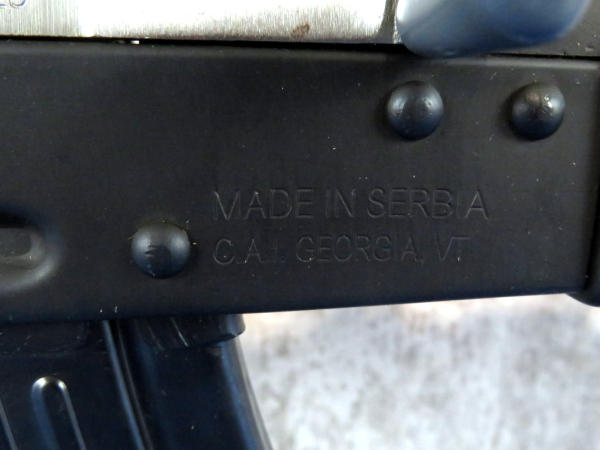 MADE IN SERBIA
C.A.I. GEORGIA, VT